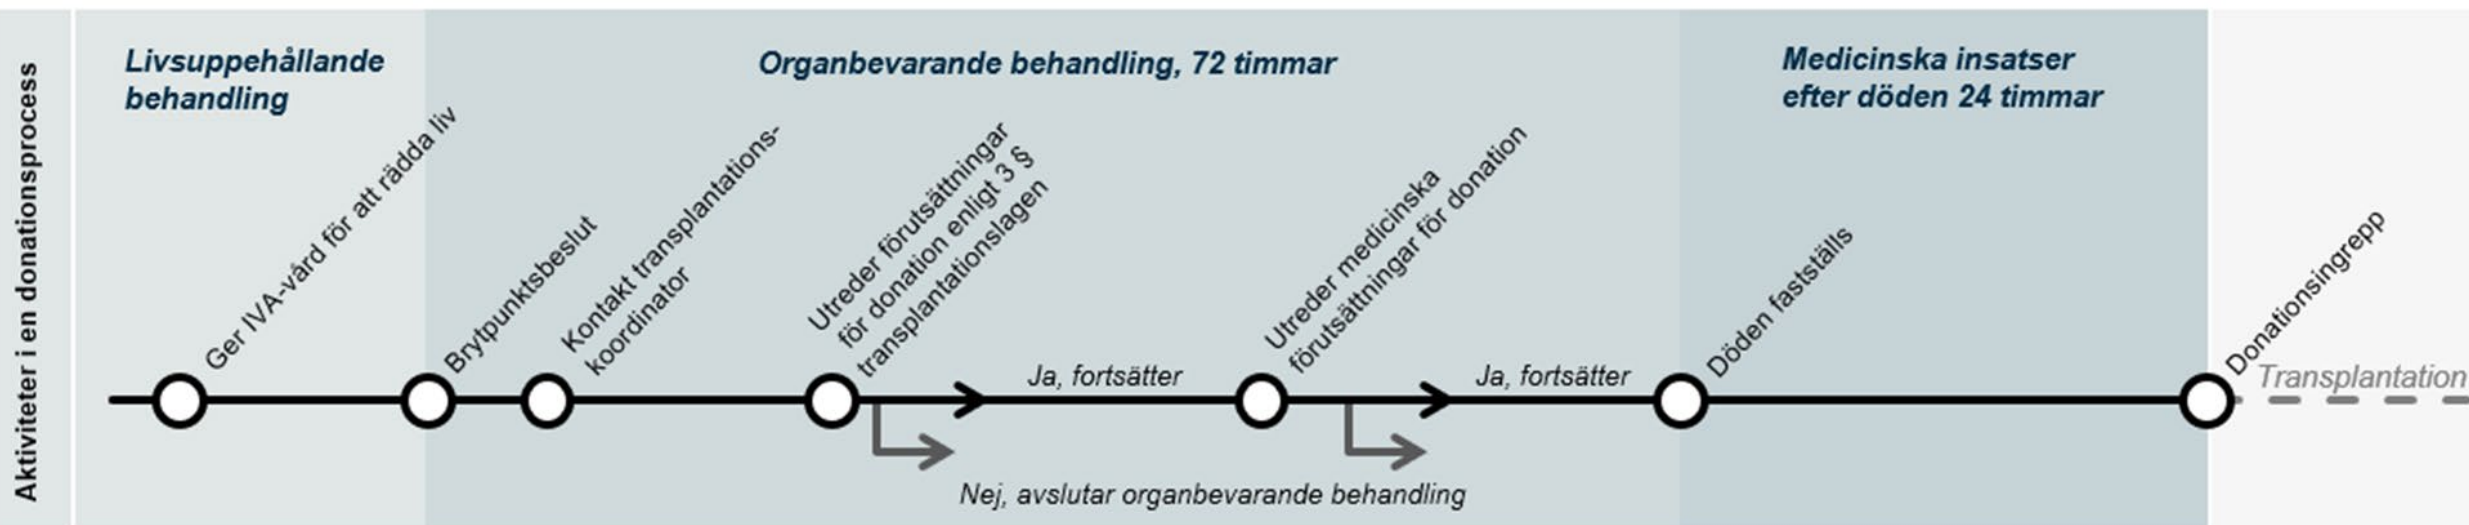 Aktiviteter i en donationsprocess
Livsuppehållande
behandling
Organbevarande behandling, 72 timmar
Medicinska insatser
efter döden 24 timmar
Ger IVA-vård för att rädda liv
Brytpunktsbeslut
Kontakt transplantations-
koordinator
Utreder förutsättningar
för donation enligt 3 §
transplantationslagen
Ja, fortsätter
Utreder medicinska
förutsättningar för donation
Ja, fortsätter
Döden fastställs
Donationsingrepp
Transplantation
Nej, avslutar organbevarande behandling